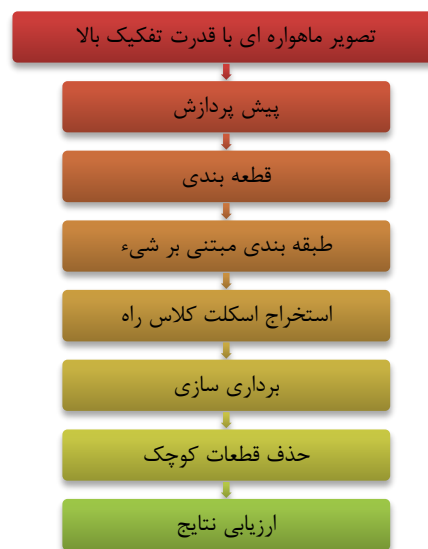 تصویر ماهواره ای با قدرت تفکیک بالا
پیش پردازش
قطعه بندی
طبقه بندی مبتنی بر شیء
استخراج اسکلت کلاس راه
برداری سازی
حذف قطعات کوچک
ارزیابی نتایج